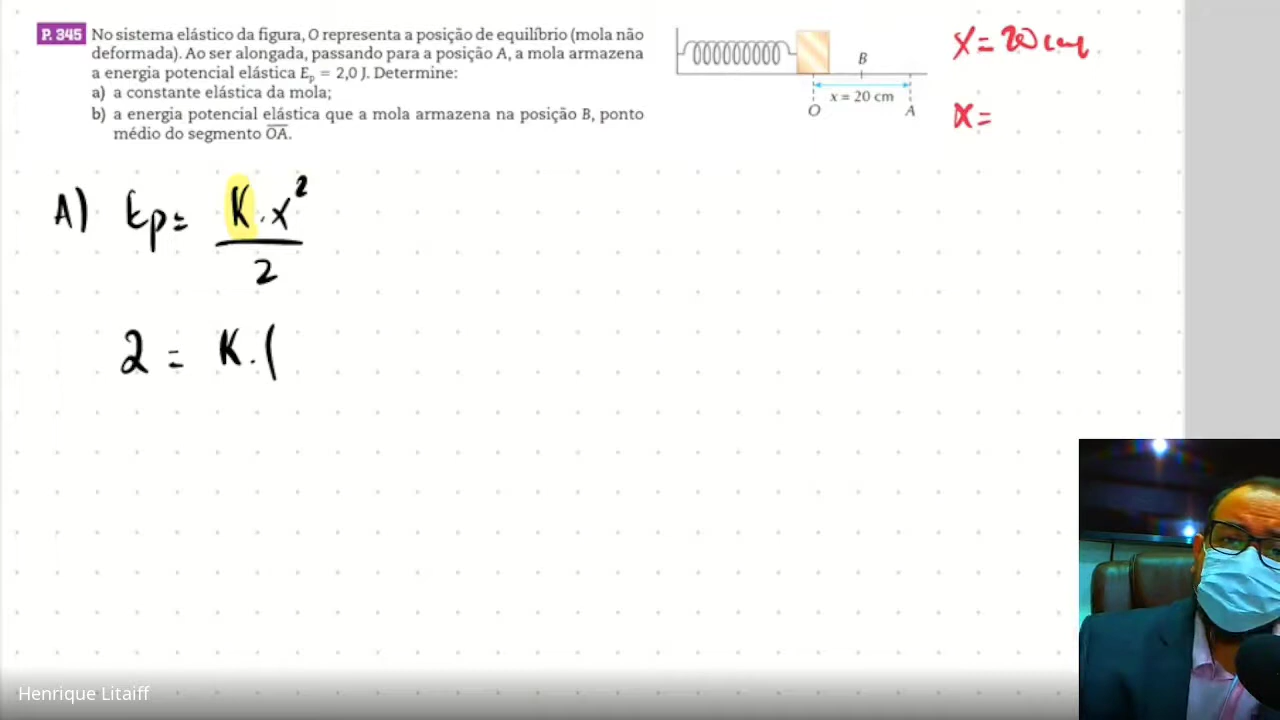 P. 345 No sistema elástico da figura, O representa a posição de equilíbrio (mola não
deformada). Ao ser alongada, passando para a posição A, a mola armazena
a energia potencial elástica Eₚ = 2,0 J. Determine:
a) a constante elástica da mola;
b) a energia potencial elástica que a mola armazena na posição B, ponto
médio do segmento O̅A̅.
B
x = 20 cm
O A
x = 20 cm
x =
A) Ep = K . x²
2
2 = K . (
Henrique Litaiff